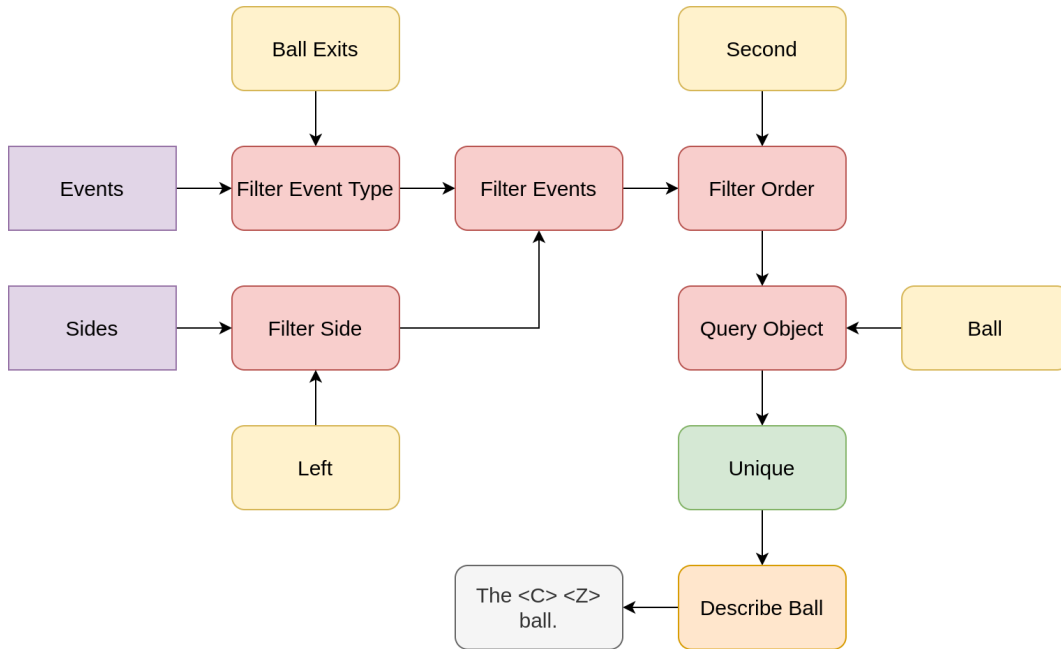 Ball Exits
Second
Events
Filter Event Type
Filter Events
Filter Order
Sides
Filter Side
Query Object
Ball
Left
Unique
The <C> <Z>
ball.
Describe Ball